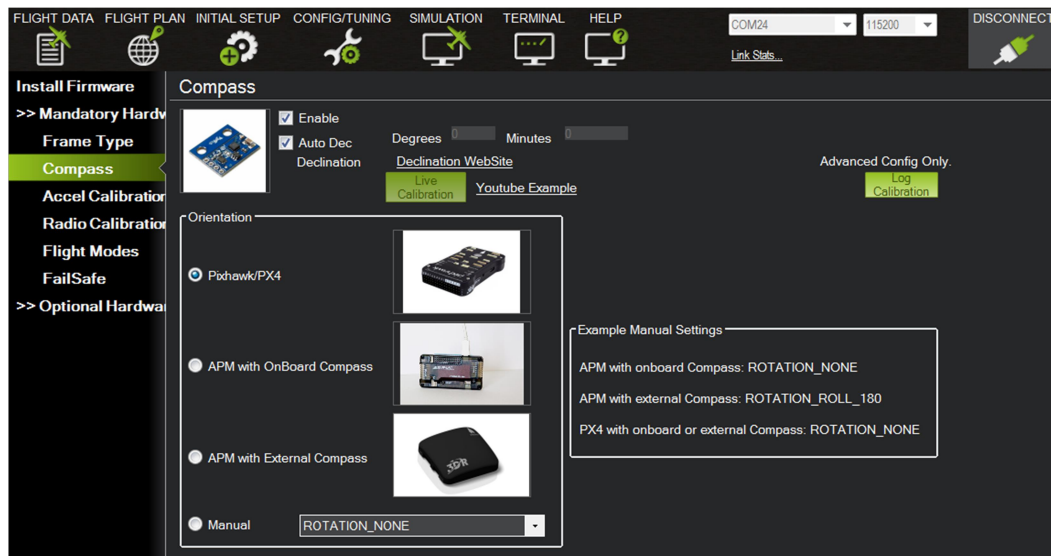 FLIGHT DATA FLIGHT PLAN INITIAL SETUP CONFIG/TUNING SIMULATION TERMINAL HELP
COM24 115200 DISCONNECT
Link Stats...
Install Firmware
>> Mandatory Hardw
Frame Type
Compass
Accel Calibration
Radio Calibration
Flight Modes
FailSafe
>> Optional Hardwar
Compass
Enable
Auto Dec
Declination
Degrees 0 Minutes 0
Declination WebSite
Live
Calibration
Youtube Example
Advanced Config Only.
Log
Calibration
Orientation
Pixhawk/PX4
APM with OnBoard Compass
APM with External Compass
3DR
Manual ROTATION_NONE
Example Manual Settings
APM with onboard Compass: ROTATION_NONE
APM with external Compass: ROTATION_ROLL_180
PX4 with onboard or external Compass: ROTATION_NONE